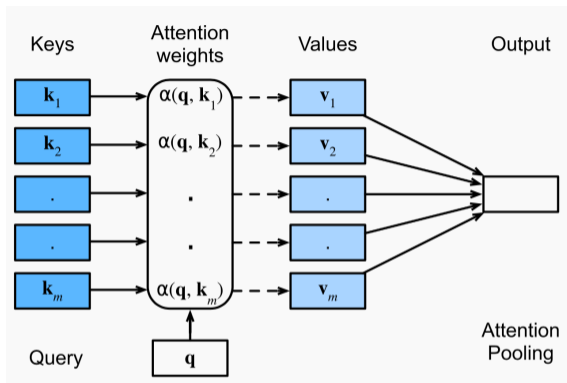 Keys Attention weights Values Output
k1 α(q, k1) v1
k2 α(q, k2) v2
. . .
. . .
km α(q, km) vm
Query q Attention Pooling